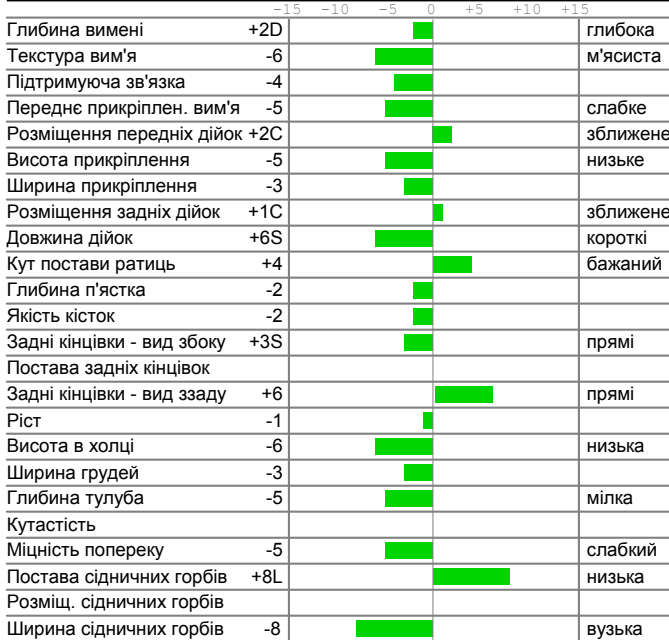 -15 -10 -5 0 +5 +10 +15
Глибина вимені +2D глибока
Текстура вим'я -6 м'ясиста
Підтримуюча зв'язка -4
Переднє прикріплен. вим'я -5 слабке
Розміщення передніх дійок +2C зближене
Висота прикріплення -5 низьке
Ширина прикріплення -3
Розміщення задніх дійок +1C зближене
Довжина дійок +6S короткі
Кут постави ратиць +4 бажаний
Глибина п'ястка -2
Якість кісток -2
Задні кінцівки - вид збоку +3S прямі
Постава задніх кінцівок
Задні кінцівки - вид ззаду +6 прямі
Ріст -1
Висота в холці -6 низька
Ширина грудей -3
Глибина тулуба -5 мілка
Кутастість
Міцність попереку -5 слабкий
Постава сідничних горбів +8L низька
Розміщ. сідничних горбів
Ширина сідничних горбів -8 вузька